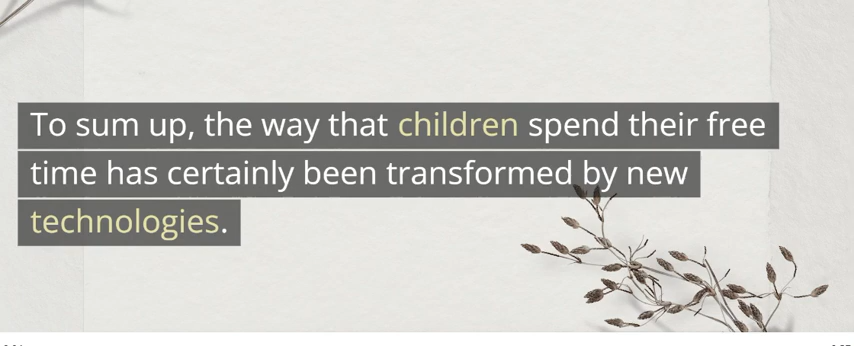 To sum up, the way that children spend their free
time has certainly been transformed by new
technologies.